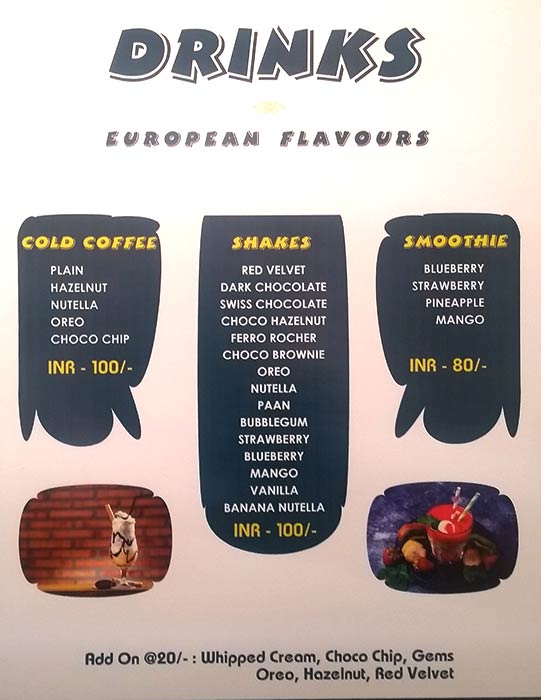 DRINKS
EUROPEAN FLAVOURS
COLD COFFEE
PLAIN
HAZELNUT
NUTELLA
OREO
CHOCO CHIP
INR - 100/-
SHAKES
RED VELVET
DARK CHOCOLATE
SWISS CHOCOLATE
CHOCO HAZELNUT
FERRO ROCHER
CHOCO BROWNIE
OREO
NUTELLA
PAAN
BUBBLEGUM
STRAWBERRY
BLUEBERRY
MANGO
VANILLA
BANANA NUTELLA
INR - 100/-
SMOOTHIE
BLUEBERRY
STRAWBERRY
PINEAPPLE
MANGO
INR - 80/-
Add On @20/- : Whipped Cream, Choco Chip, Gems
Oreo, Hazelnut, Red Velvet